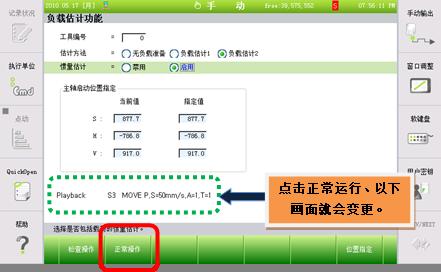 记录状况
2010.05.17 [月]
手 动
free:39,575,552
S
07:56:11 PM
手动输出
负载估计功能
工具编号 = 0
估计方法 = 无负载准备 负载估计1 负载估计2
惯量估计 = 禁用 启用
执行单位
Cmd
窗口调整
主轴启动位置指定
当前值 指定值
S : 877.7 877.7
H : -786.8 -786.8
V : 917.0 917.0
点动
软键盘
QuickOpen
用户密钥
Playback S3 MOVE P,S=50mm/s,A=1,T=1
点击正常运行、以下画面就会变更。
帮助
选择是否包括载荷的惯量估计。
检查操作 正常操作 位置指定